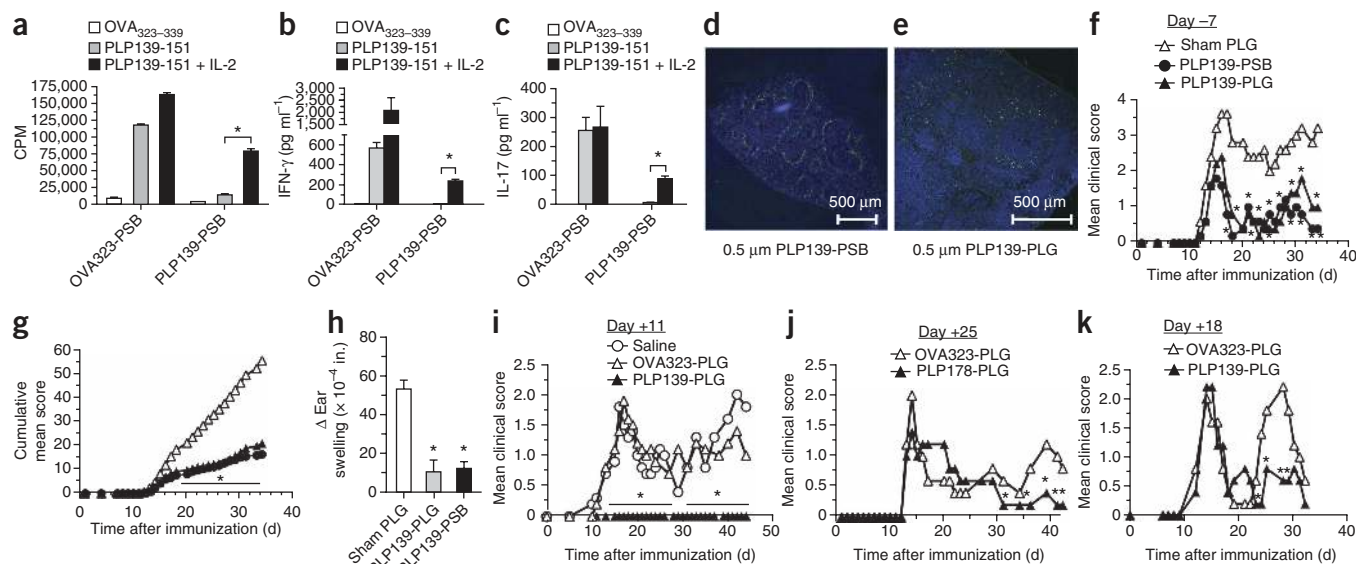 a
OVA323–339
PLP139-151
PLP139-151 + IL-2
CPM
175,000
150,000
125,000
100,000
75,000
50,000
25,000
0
*
OVA323-PSB
PLP139-PSB
b
OVA323–339
PLP139-151
PLP139-151 + IL-2
IFN-γ (pg ml−1)
3,000
2,500
2,000
1,500
600
400
200
0
*
OVA323-PSB
PLP139-PSB
c
OVA323–339
PLP139-151
PLP139-151 + IL-2
IL-17 (pg ml−1)
400
300
200
100
0
*
OVA323-PSB
PLP139-PSB
d
500 μm
0.5 μm PLP139-PSB
e
500 μm
0.5 μm PLP139-PLG
f
Day –7
Sham PLG
PLP139-PSB
PLP139-PLG
Mean clinical score
4
3
2
1
0
0 10 20 30 40
Time after immunization (d)
g
Cumulative
mean score
60
50
40
30
20
10
0
*
0 10 20 30 40
Time after immunization (d)
h
Δ Ear
swelling (× 10−4 in.)
80
60
40
20
0
* *
Sham PLG
PLP139-PLG
PLP139-PSB
i
Day +11
Saline
OVA323-PLG
PLP139-PLG
Mean clinical score
2.5
2.0
1.5
1.0
0.5
0
* *
0 10 20 30 40 50
Time after immunization (d)
j
Day +25
OVA323-PLG
PLP178-PLG
Mean clinical score
2.5
2.0
1.5
1.0
0.5
0
* * * **
0 10 20 30 40
Time after immunization (d)
k
Day +18
OVA323-PLG
PLP139-PLG
Mean clinical score
2.5
2.0
1.5
1.0
0.5
0
* * **
0 10 20 30 40
Time after immunization (d)